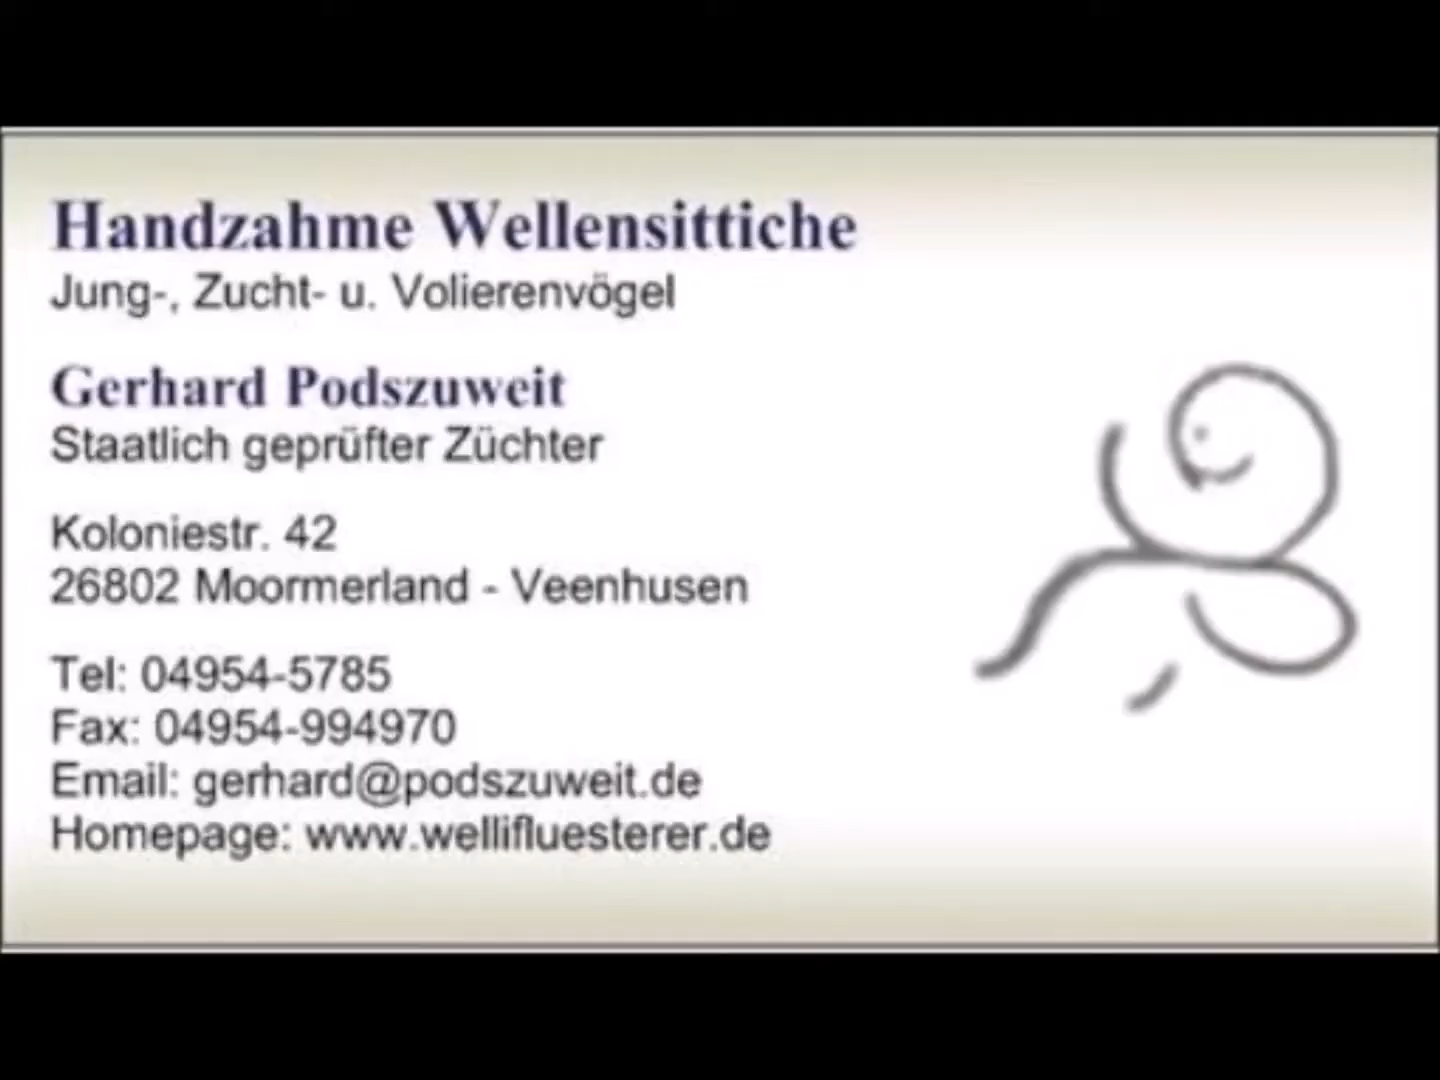 Handzahme Wellensittiche
Jung-, Zucht- u. Volierenvögel
Gerhard Podszuweit
Staatlich geprüfter Züchter
Koloniestr. 42
26802 Moormerland - Veenhusen
Tel: 04954-5785
Fax: 04954-994970
Email: gerhard@podszuweit.de
Homepage: www.wellifluesterer.de